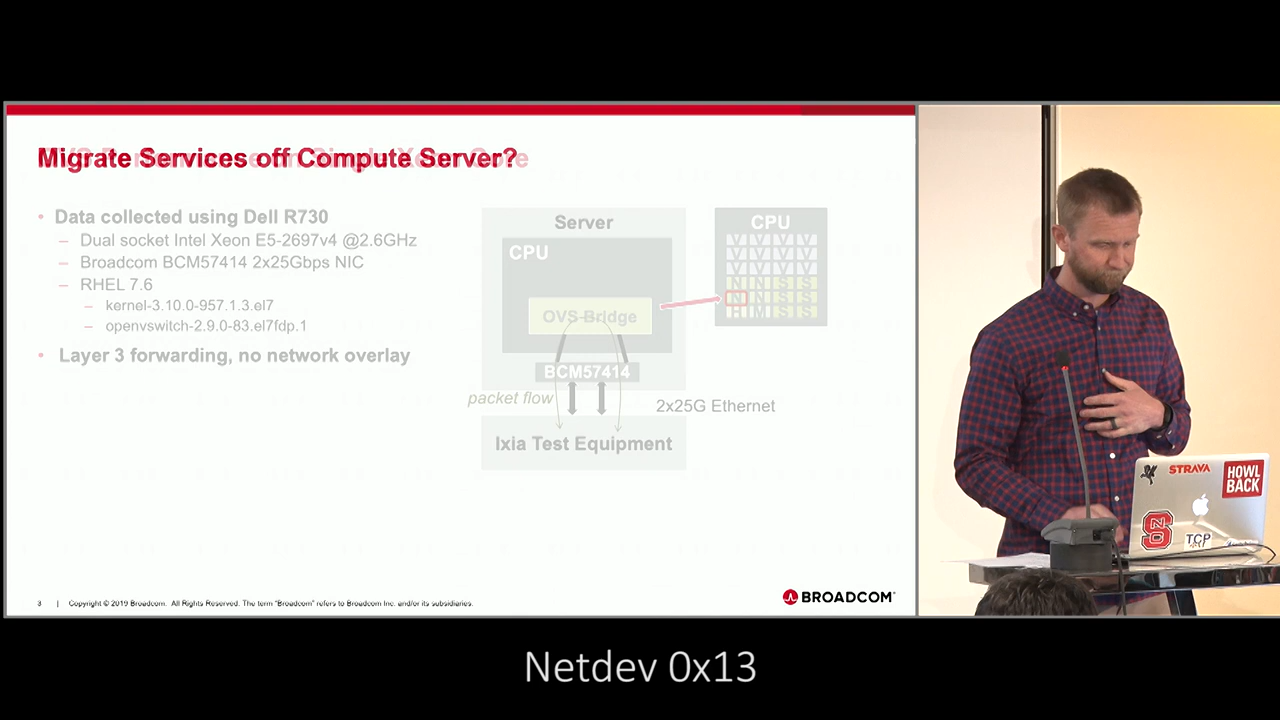 Migrate Services off Compute Server?
• Data collected using Dell R730
– Dual socket Intel Xeon E5-2697v4 @2.6GHz
– Broadcom BCM57414 2x25Gbps NIC
– RHEL 7.6
– kernel-3.10.0-957.1.3.el7
– openvswitch-2.9.0-83.el7fdp.1
• Layer 3 forwarding, no network overlay
Server
CPU
OVS Bridge
BCM57414
packet flow
2x25G Ethernet
Ixia Test Equipment
CPU
V V V V
V V V V
V V V V
N N S S
N N S S
M S S
3 | Copyright © 2019 Broadcom. All Rights Reserved. The term "Broadcom" refers to Broadcom Inc. and/or its subsidiaries.
BROADCOM
STRAVA
HOWL
BACK
NS
TCP
Netdev 0x13